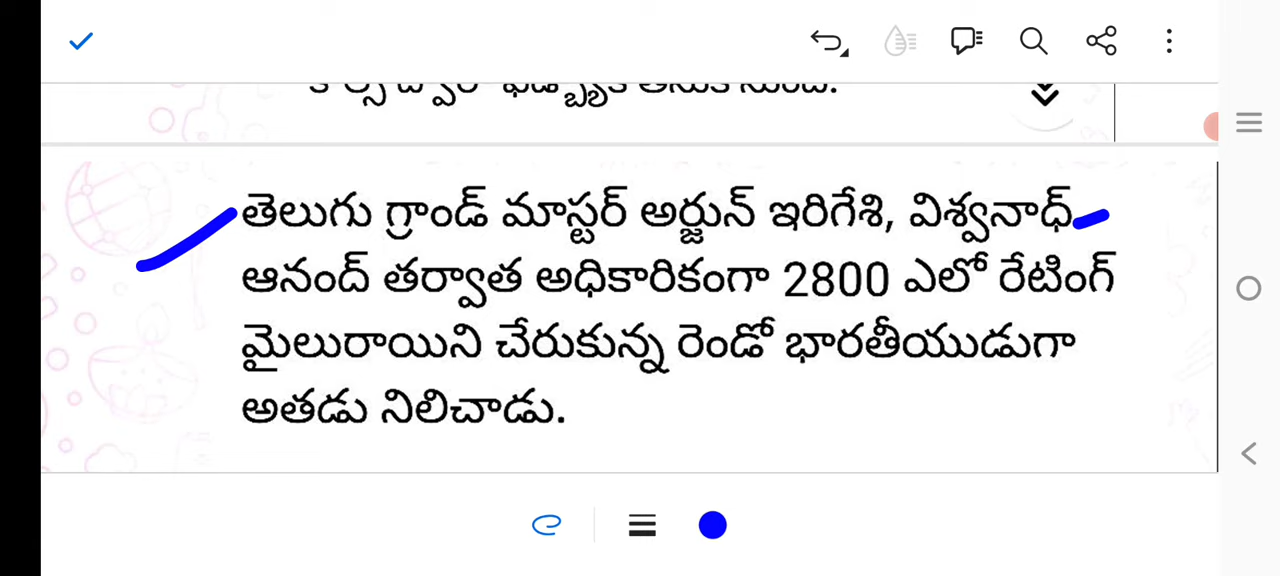 తెలుగు గ్రాండ్ మాస్టర్ అర్జున్ ఇరిగేశి, విశ్వనాధ్
ఆనంద్ తర్వాత అధికారికంగా 2800 ఎలో రేటింగ్
మైలురాయిని చేరుకున్న రెండో భారతీయుడుగా
అతడు నిలిచాడు.